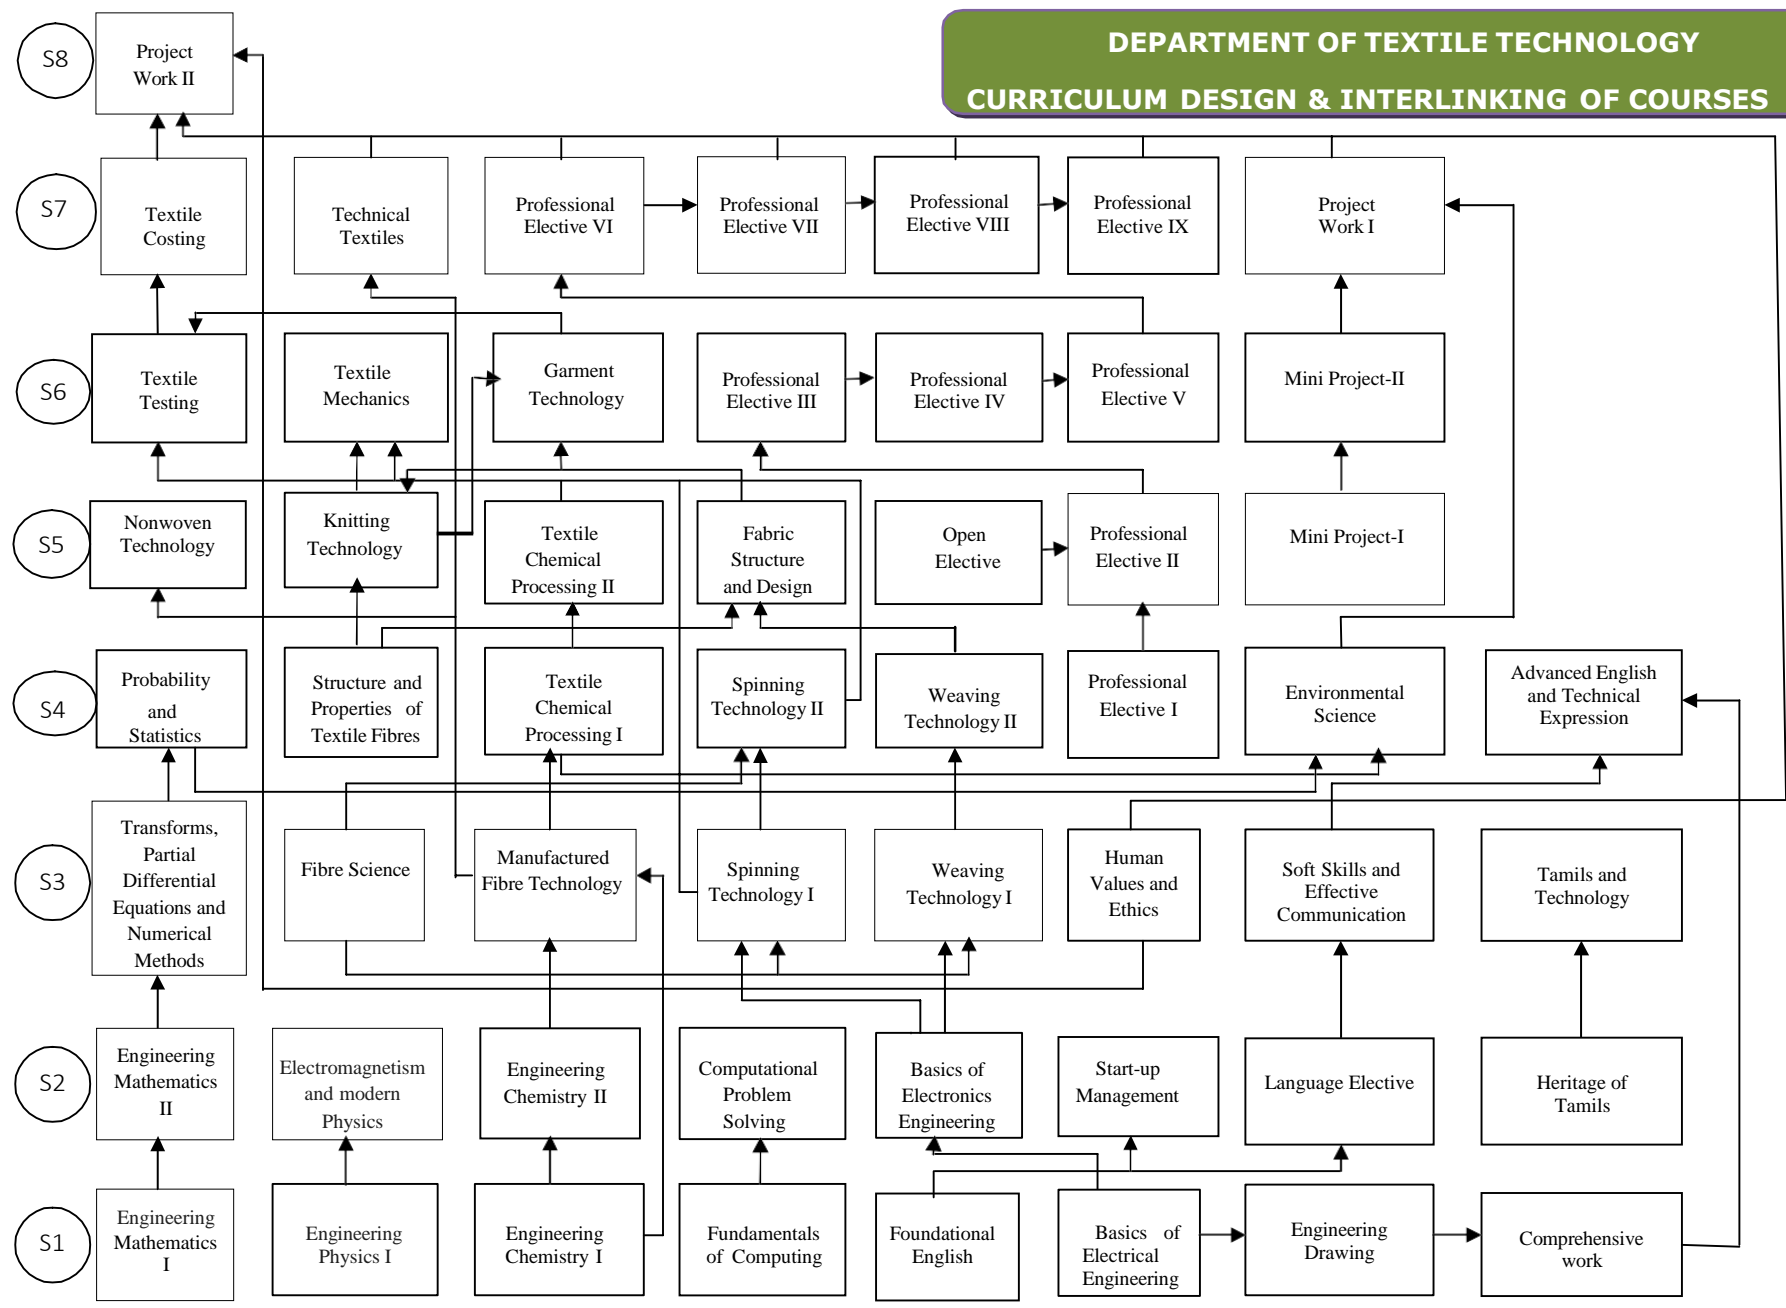 DEPARTMENT OF TEXTILE TECHNOLOGY
CURRICULUM DESIGN & INTERLINKING OF COURSES
S8
Project
Work II
S7
Textile
Costing
Technical
Textiles
Professional
Elective VI
Professional
Elective VII
Professional
Elective VIII
Professional
Elective IX
Project
Work I
S6
Textile
Testing
Textile
Mechanics
Garment
Technology
Professional
Elective III
Professional
Elective IV
Professional
Elective V
Mini Project-II
S5
Nonwoven
Technology
Knitting
Technology
Textile
Chemical
Processing II
Fabric
Structure
and Design
Open
Elective
Professional
Elective II
Mini Project-I
S4
Probability
and
Statistics
Structure and
Properties of
Textile Fibres
Textile
Chemical
Processing I
Spinning
Technology II
Weaving
Technology II
Professional
Elective I
Environmental
Science
Advanced English
and Technical
Expression
S3
Transforms,
Partial
Differential
Equations and
Numerical
Methods
Fibre Science
Manufactured
Fibre Technology
Spinning
Technology I
Weaving
Technology I
Human
Values and
Ethics
Soft Skills and
Effective
Communication
Tamils and
Technology
S2
Engineering
Mathematics
II
Electromagnetism
and modern
Physics
Engineering
Chemistry II
Computational
Problem
Solving
Basics of
Electronics
Engineering
Start-up
Management
Language Elective
Heritage of
Tamils
S1
Engineering
Mathematics
I
Engineering
Physics I
Engineering
Chemistry I
Fundamentals
of Computing
Foundational
English
Basics of
Electrical
Engineering
Engineering
Drawing
Comprehensive
work